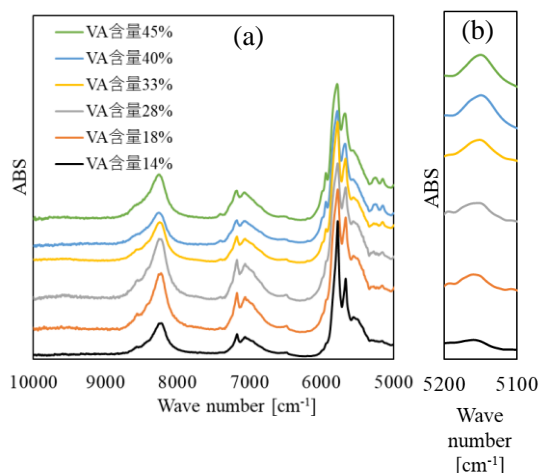 (a)
(b)
VA含量45%
VA含量40%
VA含量33%
VA含量28%
VA含量18%
VA含量14%
ABS
10000 9000 8000 7000 6000 5000
Wave number [cm⁻¹]
ABS
5200 5100
Wave
number
[cm⁻¹]